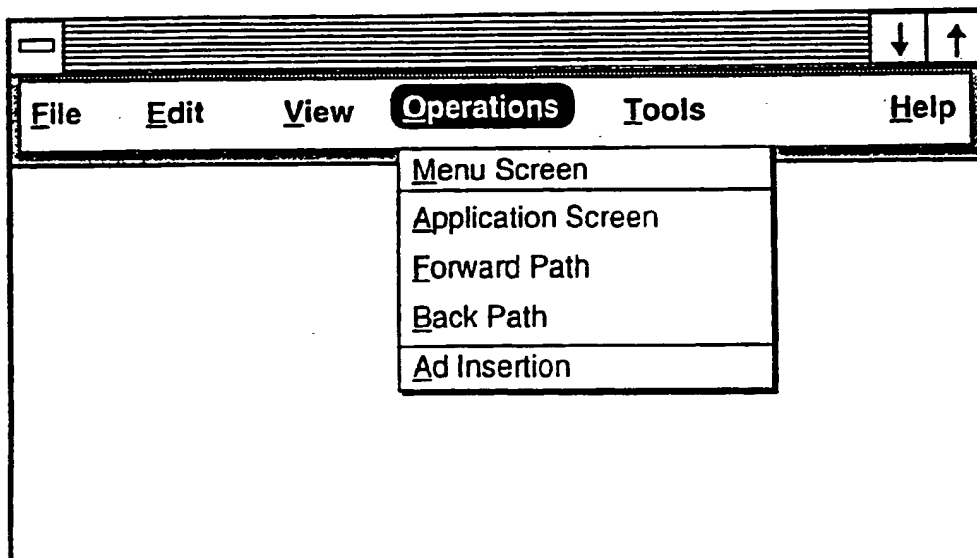 File Edit View Operations Tools Help
Menu Screen
Application Screen
Forward Path
Back Path
Ad Insertion